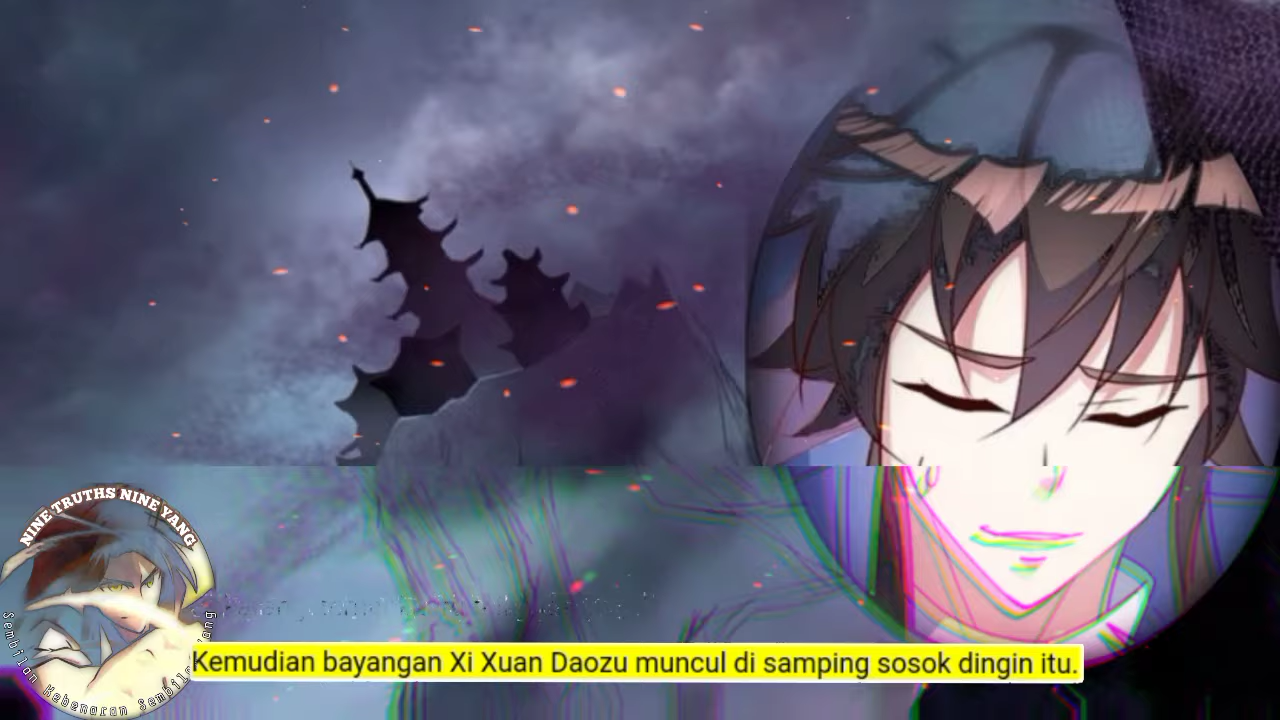 NINE TRUTHS NINE YANG
Sembilan Kebenaran Sembilan Yang
Kemudian bayangan Xi Xuan Daozu muncul di samping sosok dingin itu.